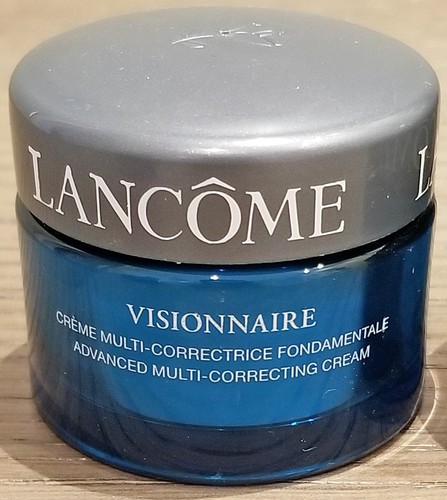 LANCÔME
L
VISIONNAIRE
CRÈME MULTI-CORRECTRICE FONDAMENTALE
ADVANCED MULTI-CORRECTING CREAM